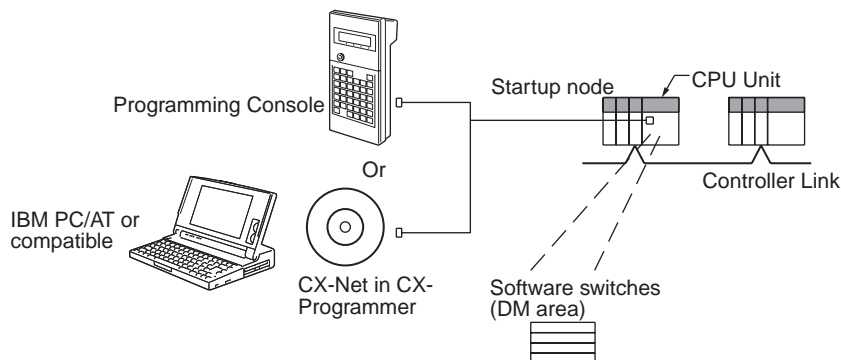 Startup node
CPU Unit
Programming Console
Or
Controller Link
IBM PC/AT or
compatible
CX-Net in CX-
Programmer
Software switches
(DM area)